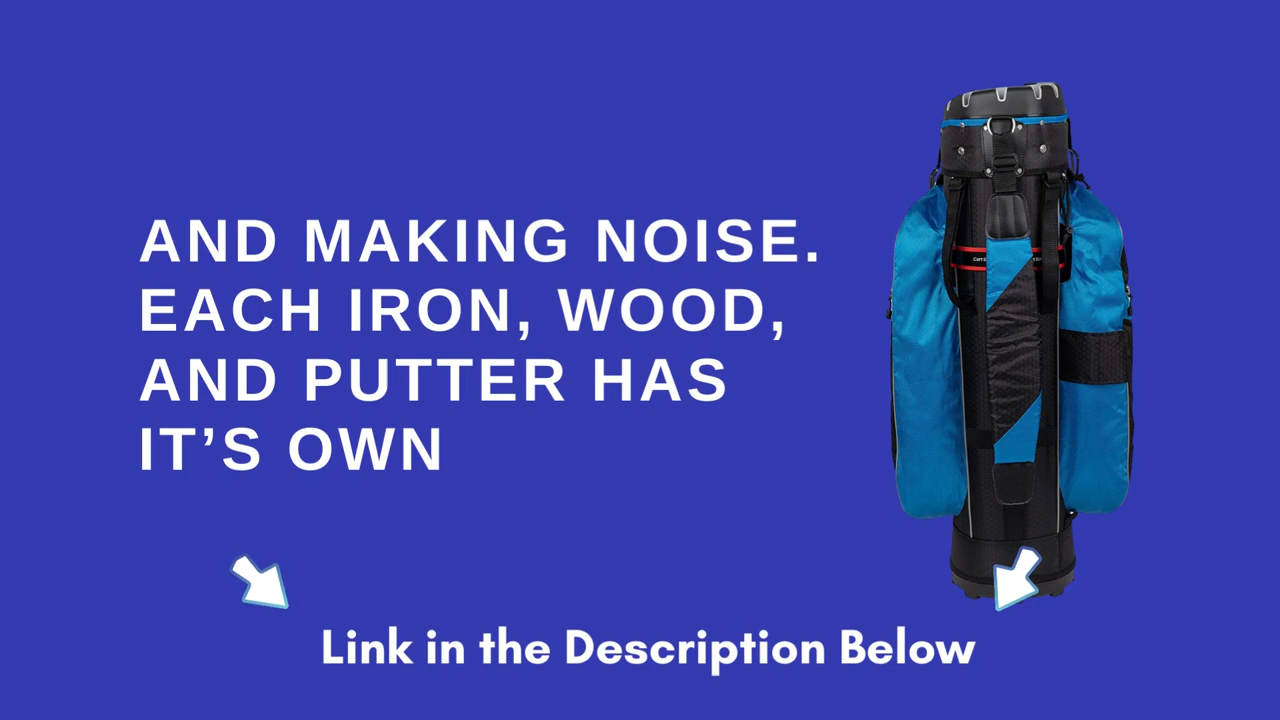 AND MAKING NOISE.
EACH IRON, WOOD,
AND PUTTER HAS
IT’S OWN
Link in the Description Below